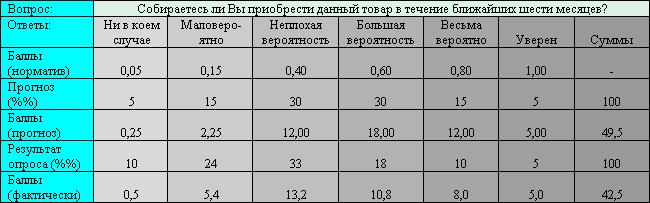 Вопрос: Собираетесь ли Вы приобрести данный товар в течение ближайших шести месяцев?
Ответы: Ни в коем случае Маловеро-ятно Неплохая вероятность Большая вероятность Весьма вероятно Уверен Суммы
Баллы (норматив) 0,05 0,15 0,40 0,60 0,80 1,00 -
Прогноз (%%) 5 15 30 30 15 5 100
Баллы (прогноз) 0,25 2,25 12,00 18,00 12,00 5,00 49,5
Результат опроса (%%) 10 24 33 18 10 5 100
Баллы (фактически) 0,5 5,4 13,2 10,8 8,0 5,0 42,5